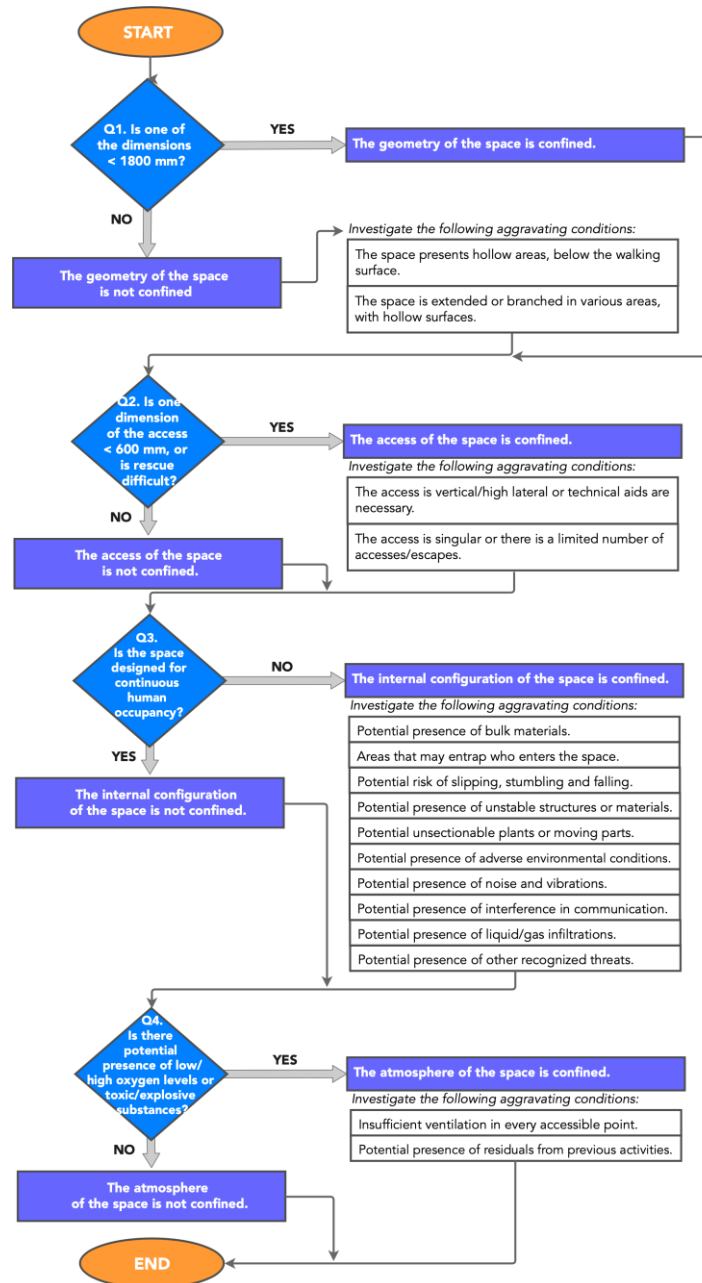 START
Q1. Is one of
the dimensions
< 1800 mm?
YES
The geometry of the space is confined.
NO
The geometry of the space
is not confined
Investigate the following aggravating conditions:
The space presents hollow areas, below the walking
surface.
The space is extended or branched in various areas,
with hollow surfaces.
Q2. Is one
dimension
of the access
< 600 mm, or
is rescue
difficult?
YES
The access of the space is confined.
Investigate the following aggravating conditions:
The access is vertical/high lateral or technical aids are
necessary.
The access is singular or there is a limited number of
accesses/escapes.
NO
The access of the space
is not confined.
Q3.
Is the space
designed for
continuous
human
occupancy?
NO
The internal configuration of the space is confined.
Investigate the following aggravating conditions:
Potential presence of bulk materials.
Areas that may entrap who enters the space.
Potential risk of slipping, stumbling and falling.
Potential presence of unstable structures or materials.
Potential unsectionable plants or moving parts.
Potential presence of adverse environmental conditions.
Potential presence of noise and vibrations.
Potential presence of interference in communication.
Potential presence of liquid/gas infiltrations.
Potential presence of other recognized threats.
YES
The internal configuration
of the space is not confined.
Q4.
Is there
potential
presence of low/
high oxygen levels or
toxic/explosive
substances?
YES
The atmosphere of the space is confined.
Investigate the following aggravating conditions:
Insufficient ventilation in every accessible point.
Potential presence of residuals from previous activities.
NO
The atmosphere
of the space is not confined.
END